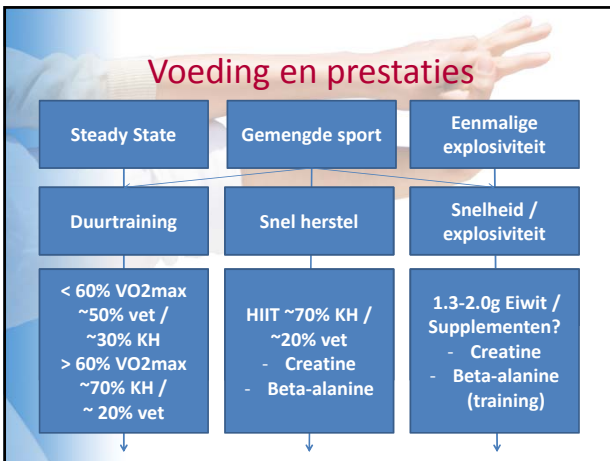 Voeding en prestaties
Steady State
Gemengde sport
Eenmalige
explosiviteit
Duurtraining
Snel herstel
Snelheid /
explosiviteit
< 60% VO2max
~50% vet /
~30% KH
> 60% VO2max
~70% KH /
~ 20% vet
HIIT ~70% KH /
~20% vet
- Creatine
- Beta-alanine
1.3-2.0g Eiwit /
Supplementen?
- Creatine
- Beta-alanine
(training)